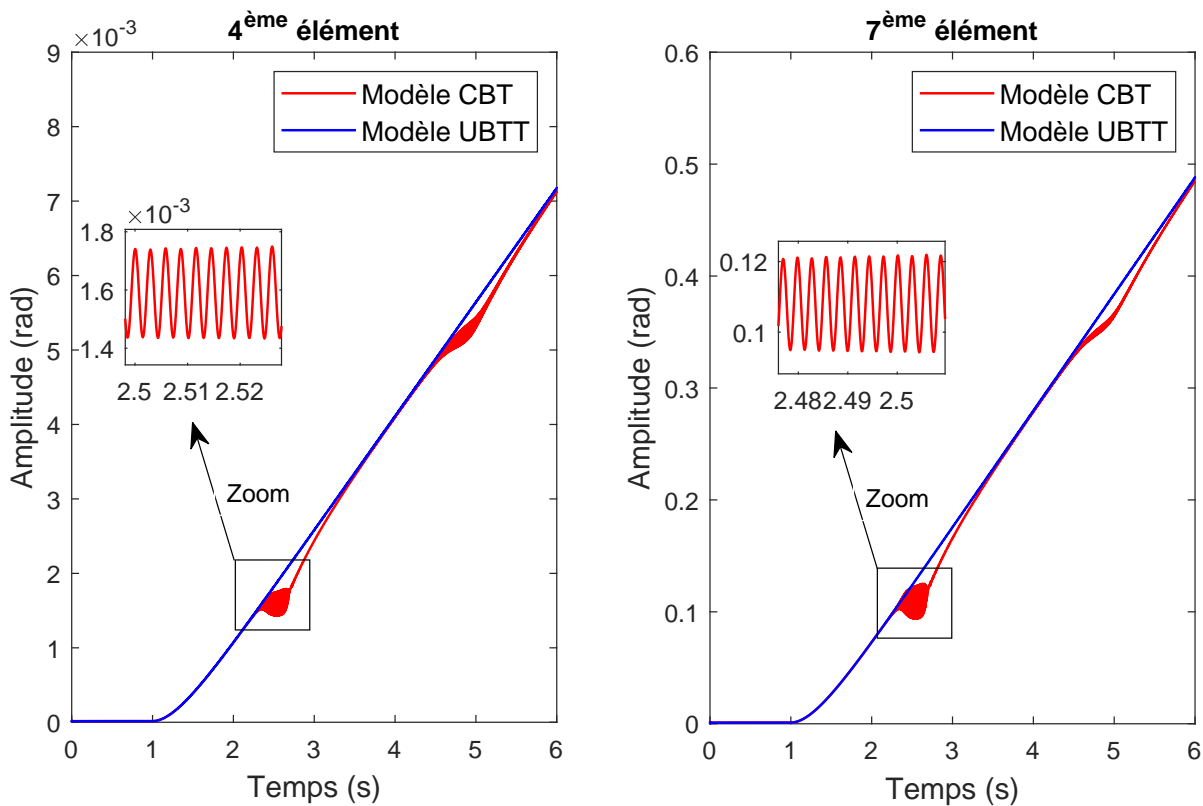 4ème élément
×10-3
9
8
7
6
5
4
3
2
1
0
0 1 2 3 4 5 6
Amplitude (rad)
Temps (s)
Modèle CBT
Modèle UBTT
×10-3
1.8
1.6
1.4
2.5 2.51 2.52
Zoom
7ème élément
0.6
0.5
0.4
0.3
0.2
0.1
0
0 1 2 3 4 5 6
Amplitude (rad)
Temps (s)
Modèle CBT
Modèle UBTT
0.12
0.1
2.48 2.49 2.5
Zoom